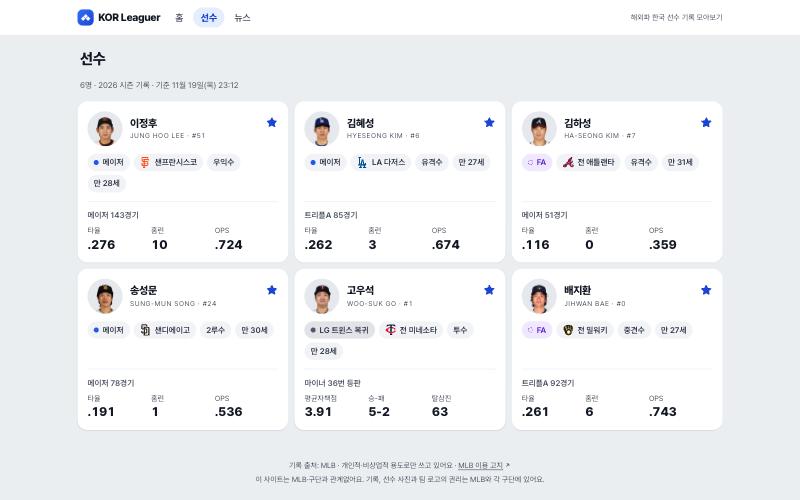 KOR Leaguer 홈 선수 뉴스 해외파 한국 선수 기록 모아보기
선수
6명 · 2026 시즌 기록 · 기준 11월 19일(목) 23:12
이정후
JUNG HOO LEE · #51
메이저 샌프란시스코 우익수
만 28세
메이저 143경기
타율 홈런 OPS
.276 10 .724
김혜성
HYESEONG KIM · #6
메이저 LA 다저스 유격수 만 27세
트리플A 85경기
타율 홈런 OPS
.262 3 .674
김하성
HA-SEONG KIM · #7
FA 전 애틀랜타 유격수 만 31세
메이저 51경기
타율 홈런 OPS
.116 0 .359
송성문
SUNG-MUN SONG · #24
메이저 샌디에이고 2루수 만 30세
메이저 78경기
타율 홈런 OPS
.191 1 .536
고우석
WOO-SUK GO · #1
LG 트윈스 복귀 전 미네소타 투수
만 28세
마이너 36번 등판
평균자책점 승-패 탈삼진
3.91 5-2 63
배지환
JIHWAN BAE · #0
FA 전 밀워키 중견수 만 27세
트리플A 92경기
타율 홈런 OPS
.261 6 .743
기록 출처: MLB · 개인적·비상업적 용도로만 쓰고 있어요 · MLB 이용 고지 ↗
이 사이트는 MLB·구단과 관계없어요. 기록, 선수 사진과 팀 로고의 권리는 MLB와 각 구단에 있어요.